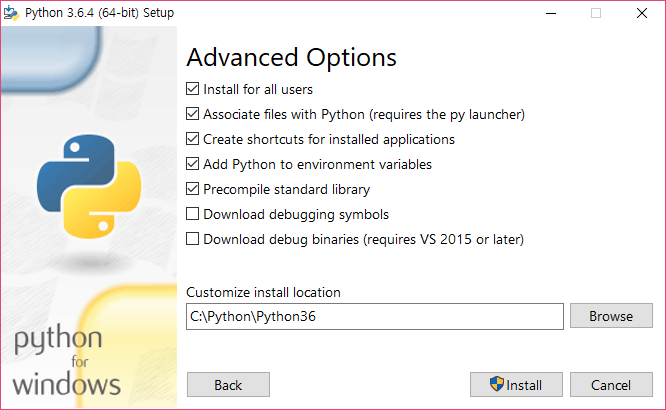 Python 3.6.4 (64-bit) Setup
Advanced Options
Install for all users
Associate files with Python (requires the py launcher)
Create shortcuts for installed applications
Add Python to environment variables
Precompile standard library
Download debugging symbols
Download debug binaries (requires VS 2015 or later)
Customize install location
C:\Python\Python36
Browse
python
for
windows
Back
Install
Cancel